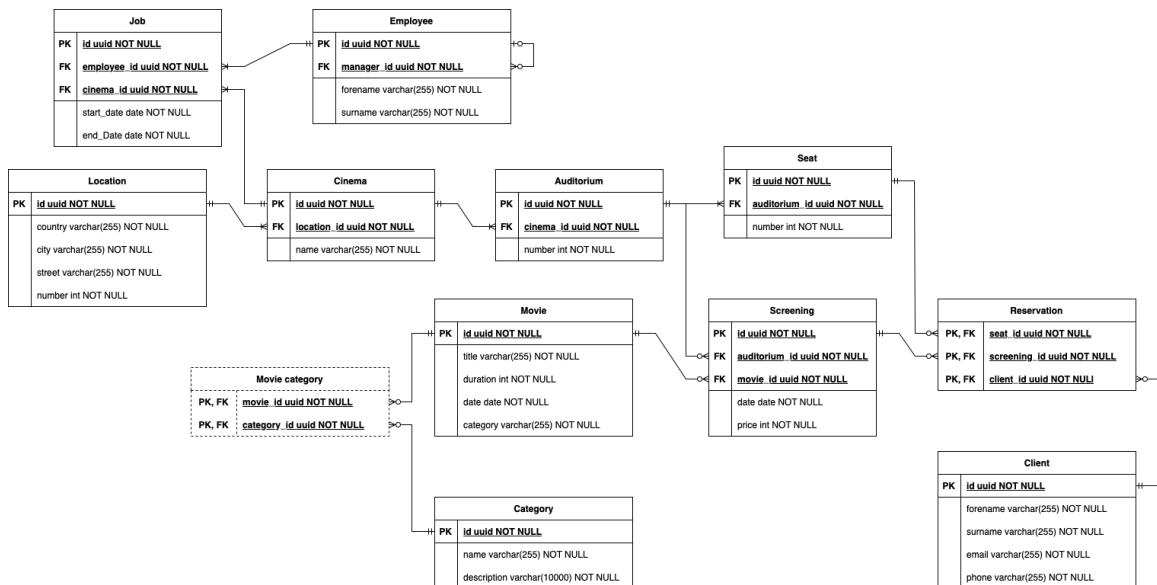 Job
PK id uuid NOT NULL
FK employee_id uuid NOT NULL
FK cinema_id uuid NOT NULL
start_date date NOT NULL
end_Date date NOT NULL
Employee
PK id uuid NOT NULL
FK manager_id uuid NOT NULL
forename varchar(255) NOT NULL
surname varchar(255) NOT NULL
Location
PK id uuid NOT NULL
country varchar(255) NOT NULL
city varchar(255) NOT NULL
street varchar(255) NOT NULL
number int NOT NULL
Cinema
PK id uuid NOT NULL
FK location_id uuid NOT NULL
name varchar(255) NOT NULL
Auditorium
PK id uuid NOT NULL
FK cinema_id uuid NOT NULL
number int NOT NULL
Seat
PK id uuid NOT NULL
FK auditorium_id uuid NOT NULL
number int NOT NULL
Movie category
PK, FK movie_id uuid NOT NULL
PK, FK category_id uuid NOT NULL
Movie
PK id uuid NOT NULL
title varchar(255) NOT NULL
duration int NOT NULL
date date NOT NULL
category varchar(255) NOT NULL
Screening
PK id uuid NOT NULL
FK auditorium_id uuid NOT NULL
FK movie_id uuid NOT NULL
date date NOT NULL
price int NOT NULL
Reservation
PK, FK seat_id uuid NOT NULL
PK, FK screening_id uuid NOT NULL
PK, FK client_id uuid NOT NULl
Category
PK id uuid NOT NULL
name varchar(255) NOT NULL
description varchar(10000) NOT NULL
Client
PK id uuid NOT NULL
forename varchar(255) NOT NULL
surname varchar(255) NOT NULL
email varchar(255) NOT NULL
phone varchar(255) NOT NULL